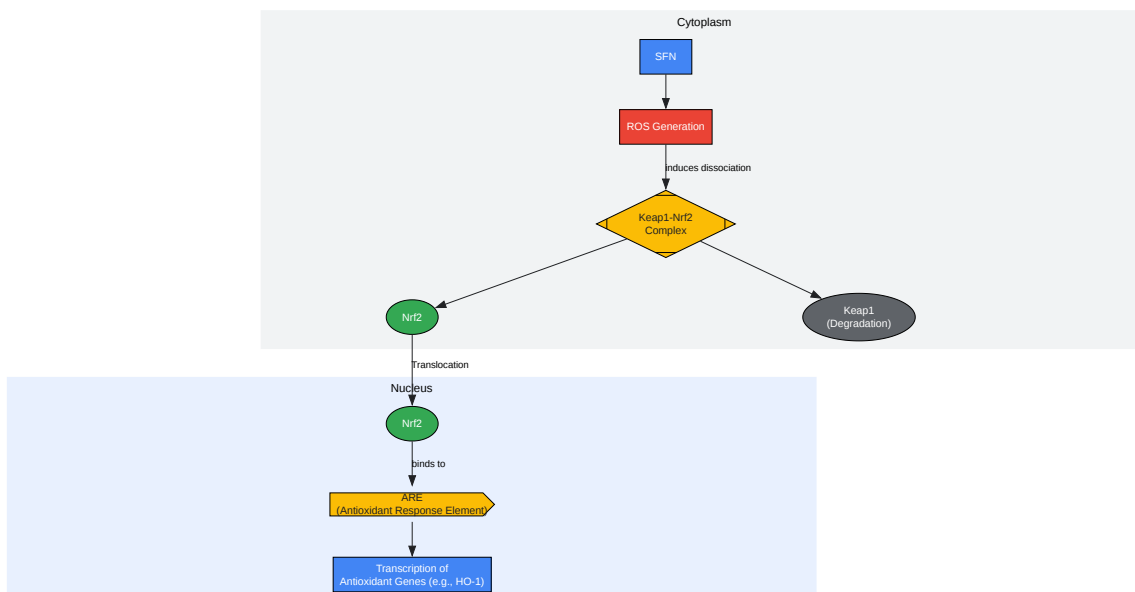 Cytoplasm
SFN
ROS Generation
induces dissociation
Keap1-Nrf2
Complex
Nrf2
Keap1
(Degradation)
Translocation
Nucleus
Nrf2
binds to
ARE
(Antioxidant Response Element)
Transcription of
Antioxidant Genes (e.g., HO-1)